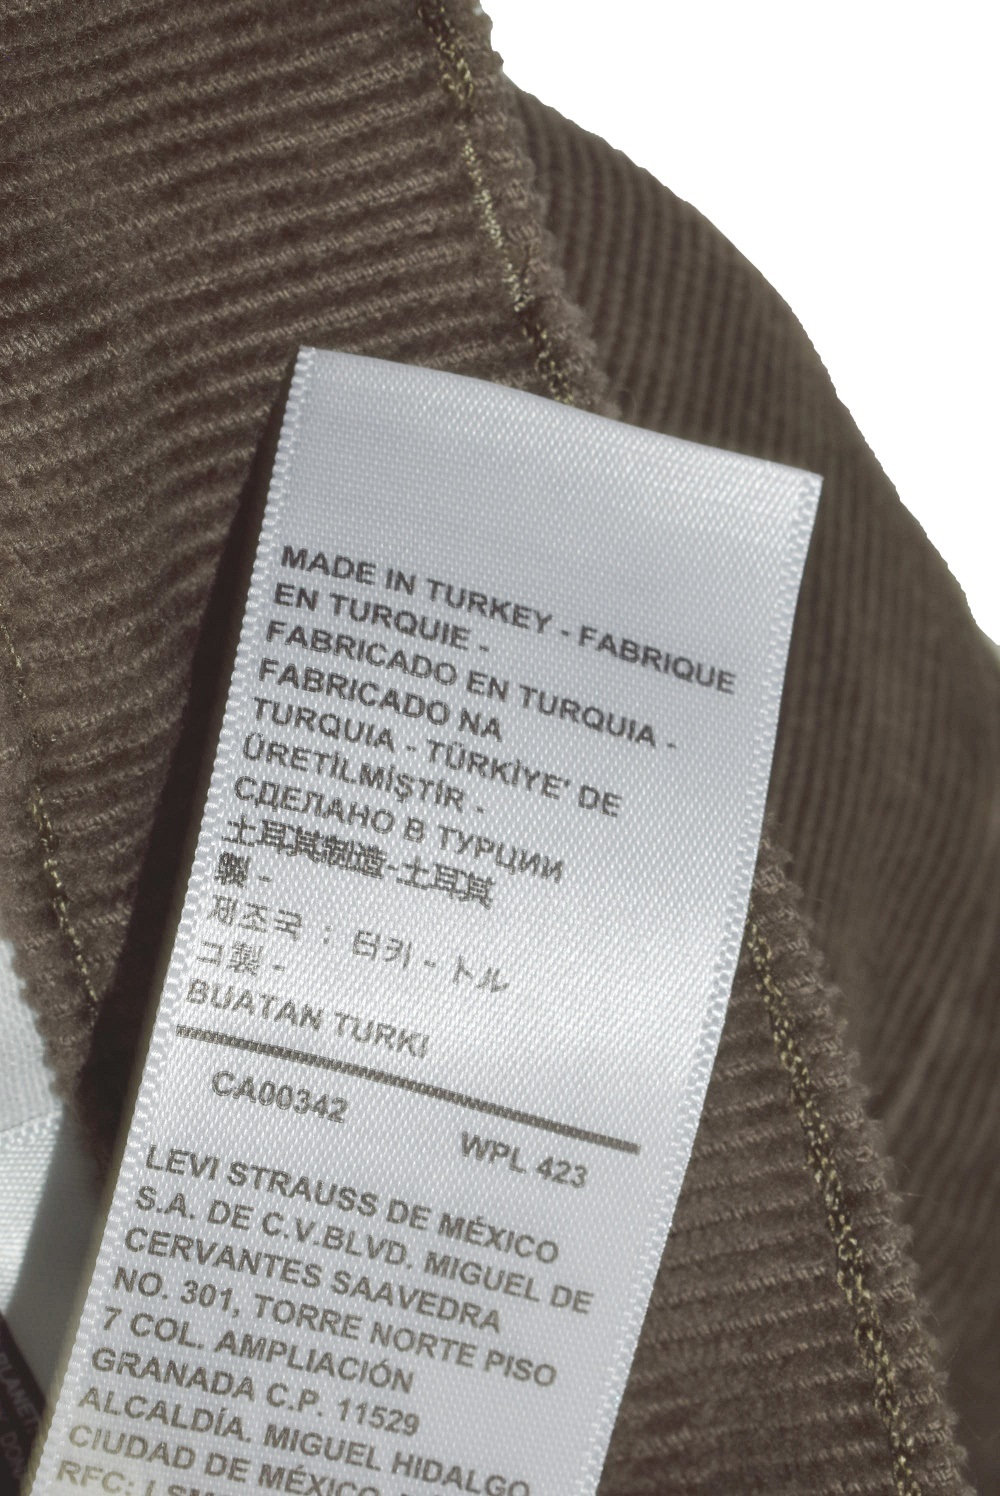 MADE IN TURKEY - FABRIQUE
EN TURQUIE -
FABRICADO EN TURQUIA -
FABRICADO NA
TURQUIA - TÜRKİYE' DE
ÜRETİLMİŞTİR -
СДЕЛАНО В ТУРЦИИ
土耳其制造-土耳其
製 -
제조국 : 터키 - トル
コ製 -
BUATAN TURKI
CA00342
WPL 423
LEVI STRAUSS DE MÉXICO
S.A. DE C.V.BLVD. MIGUEL DE
CERVANTES SAAVEDRA
NO. 301, TORRE NORTE PISO
7 COL. AMPLIACIÓN
GRANADA C.P. 11529
ALCALDÍA. MIGUEL HIDALGO
CIUDAD DE MÉXICO,
RFC: